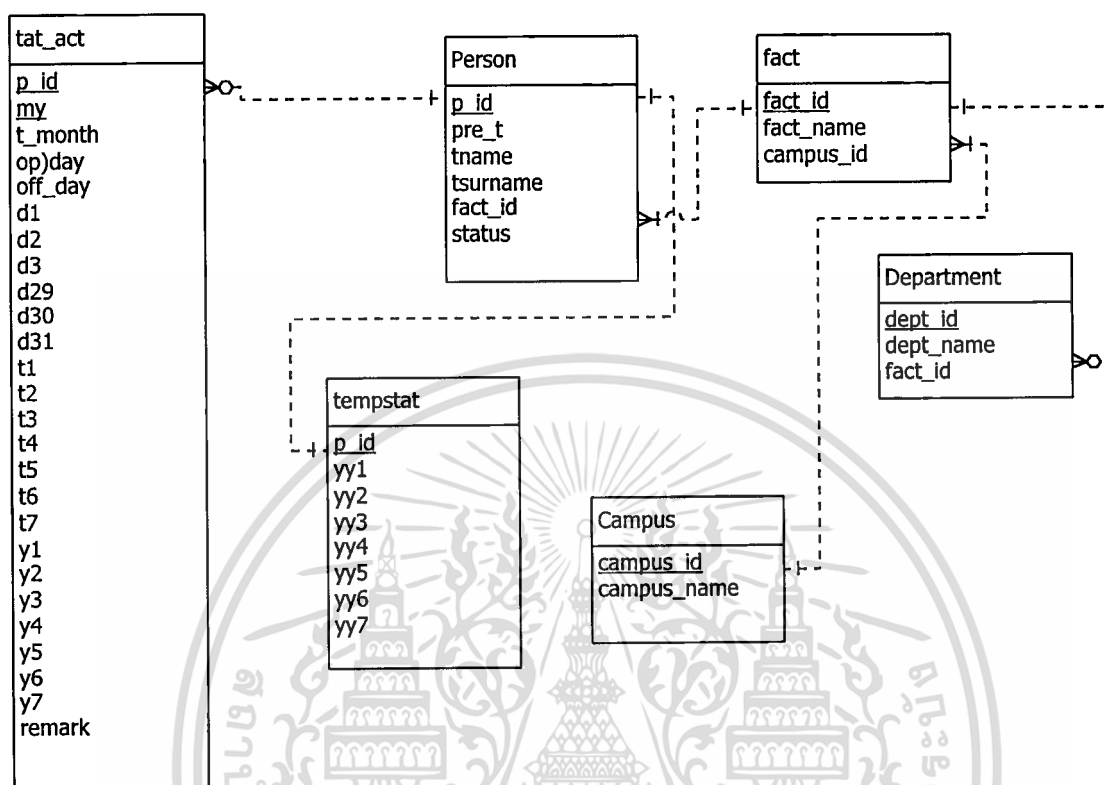 tat_act
p_id
my
t_month
op)day
off_day
d1
d2
d3
d29
d30
d31
t1
t2
t3
t4
t5
t6
t7
y1
y2
y3
y4
y5
y6
y7
remark
Person
p_id
pre_t
tname
tsurname
fact_id
status
fact
fact_id
fact_name
campus_id
Department
dept_id
dept_name
fact_id
tempstat
p_id
yy1
yy2
yy3
yy4
yy5
yy6
yy7
Campus
campus_id
campus_name